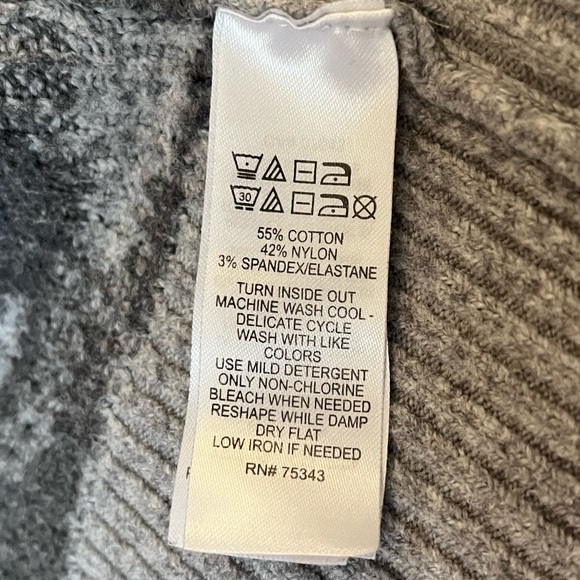 30
55% COTTON
42% NYLON
3% SPANDEX/ELASTANE
TURN INSIDE OUT
MACHINE WASH COOL -
DELICATE CYCLE
WASH WITH LIKE
COLORS
USE MILD DETERGENT
ONLY NON-CHLORINE
BLEACH WHEN NEEDED
RESHAPE WHILE DAMP
DRY FLAT
LOW IRON IF NEEDED
RN# 75343